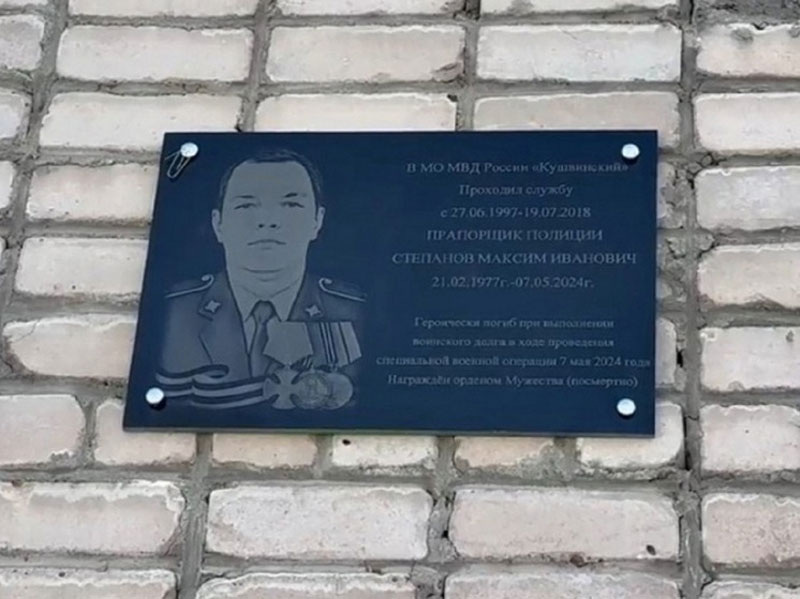 В МО МВД России «Кушвинский»
Проходил службу
с 27.06.1997-19.07.2018
ПРАПОРЩИК ПОЛИЦИИ
СТЕПАНОВ МАКСИМ ИВАНОВИЧ
21.02.1977г.-07.05.2024г.
Героически погиб при выполнении
воинского долга в ходе проведения
специальной военной операции 7 мая 2024 года
Награждён орденом Мужества (посмертно)